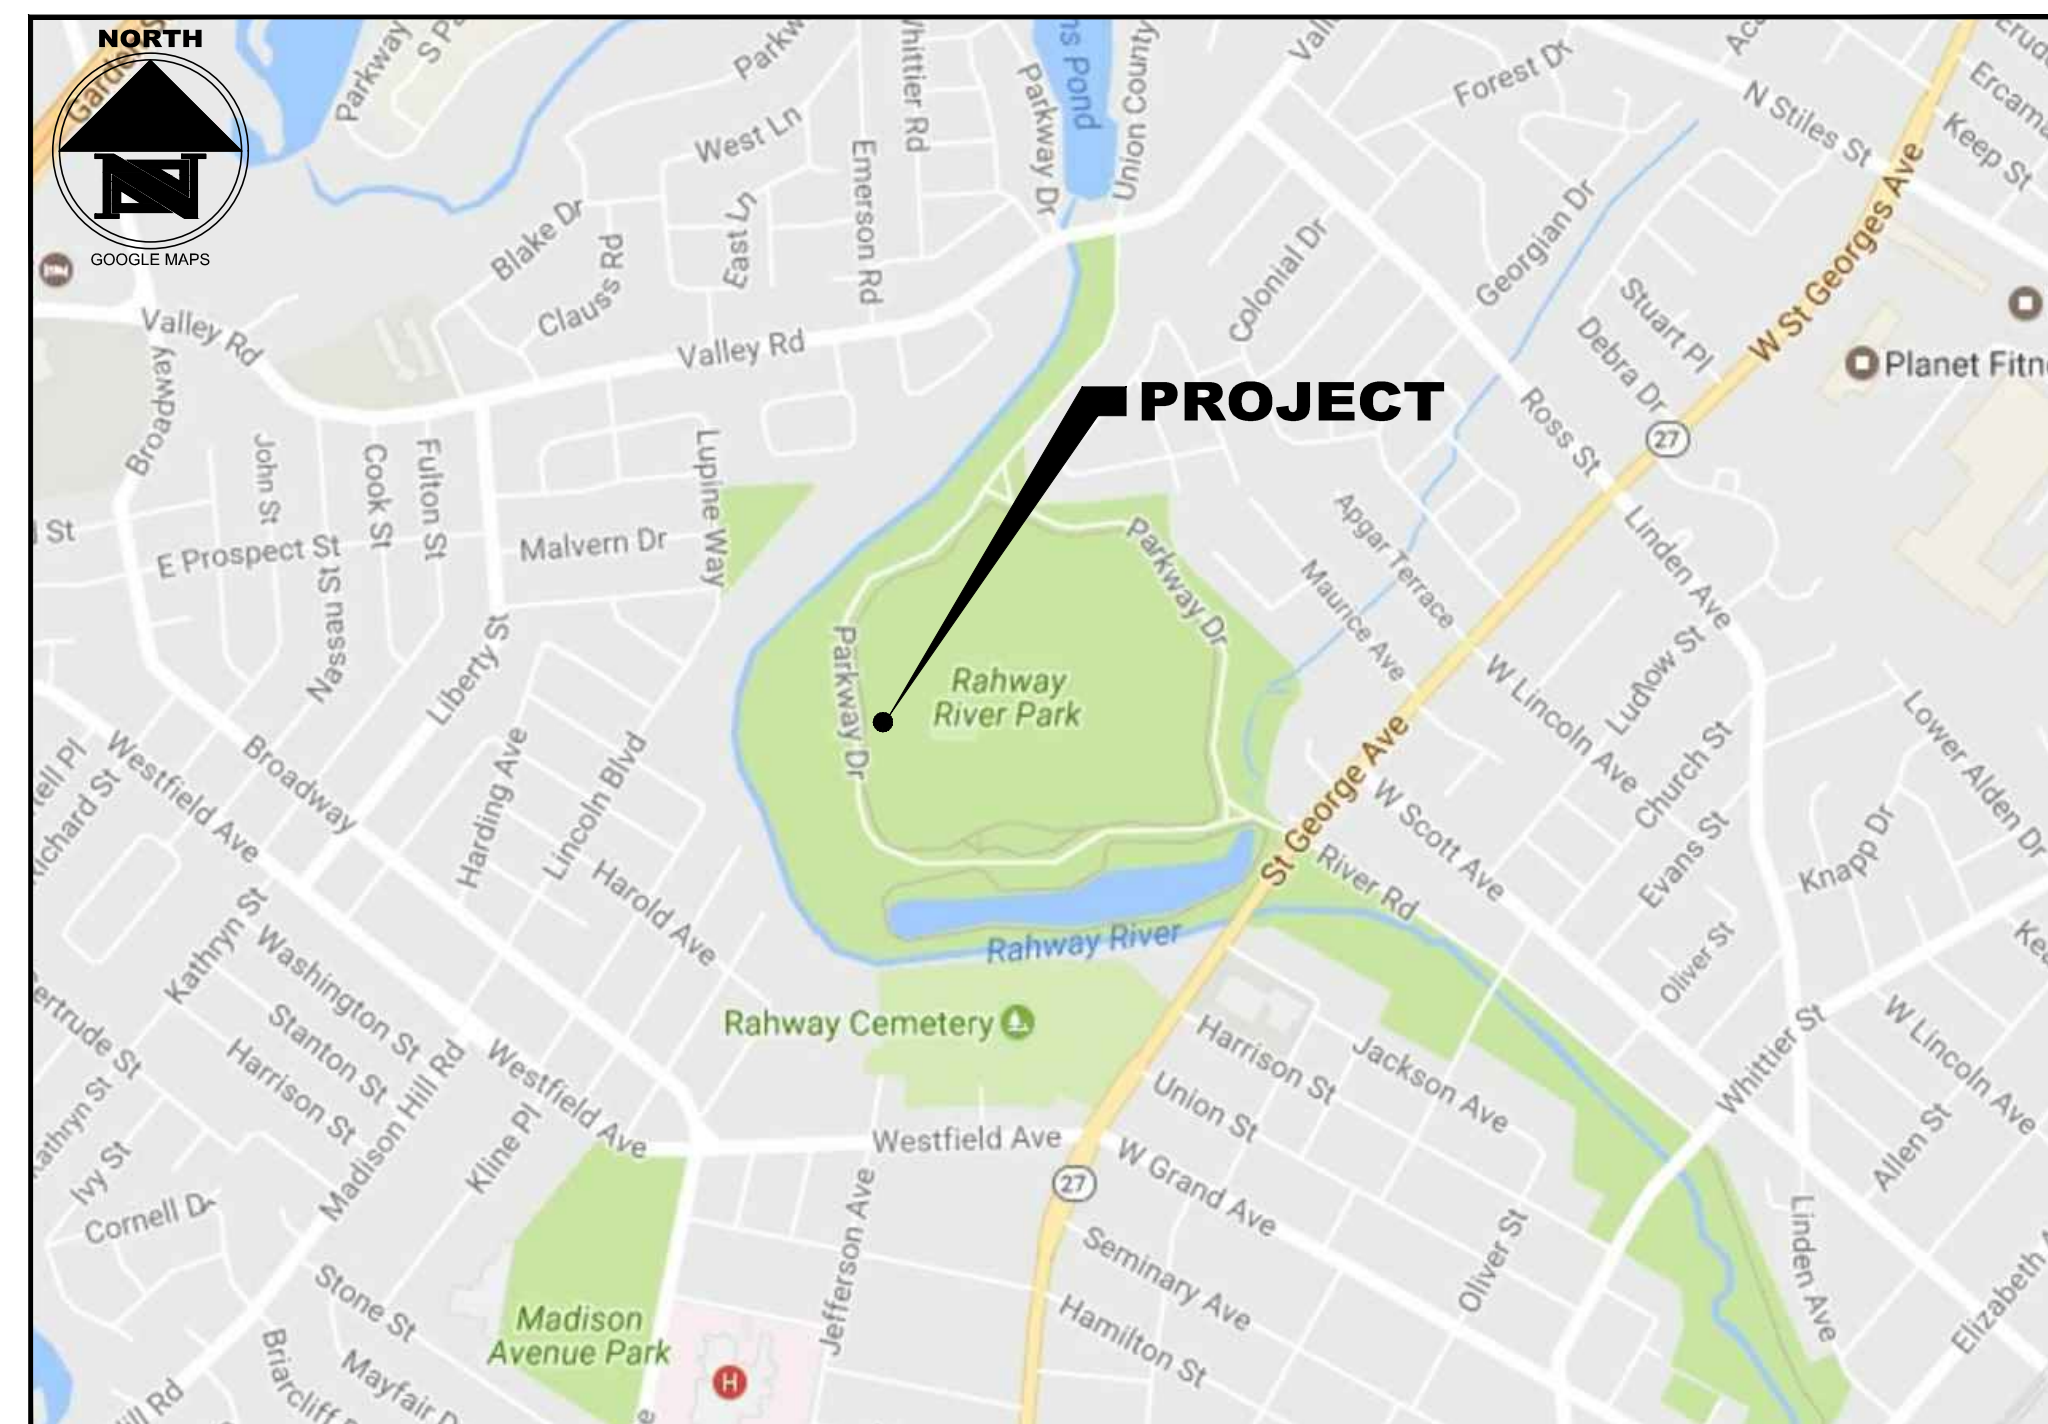 NORTH
N
GOOGLE MAPS
Parkway
Parkw
Whittier Rd
Parkway Dr
Union County
Forest Dr
N Stiles St
Keep St
West Ln
Emerson Rd
East Ln
Blake Dr
Clauss Rd
Colonial Dr
Georgian Dr
W St Georges Ave
Stuart Pl
Debra Dr
Planet Fitn
Valley Rd
Valley Rd
Broadway
PROJECT
27
Ross St
John St
Cook St
Fulton St
Lupine Way
St
E Prospect St
Malvern Dr
Nassau St
Liberty St
Parkway Dr
Apgar Terrace
Maurice Ave
Linden Ave
Ludlow St
W Lincoln Ave
Church St
Lower Alden Dr
Parkway Dr
Rahway
River Park
Westfield Ave
Richard St
Broadway
Harding Ave
Lincoln Blvd
Harold Ave
St George Ave
W Scott Ave
River Rd
Evans St
Knapp Dr
Oliver St
Kathryn St
Washington St
Stanton St
Harrison St
Rahway River
Rahway Cemetery
Harrison St
Jackson Ave
Union St
Whittier St
W Lincoln Ave
Allen St
Madison Hill Rd
Westfield Ave
Kline Pl
Westfield Ave
W Grand Ave
27
Ivy St
Cornell Dr
Jefferson Ave
Seminary Ave
Hamilton St
Oliver St
Linden Ave
Elizabeth
Stone St
Madison
Avenue Park
H
Briarcliff
Mayfair D